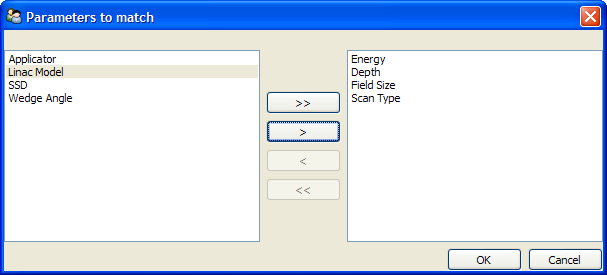 Parameters to match
Applicator
Linac Model
SSD
Wedge Angle
>>
>
<
<<
Energy
Depth
Field Size
Scan Type
OK
Cancel